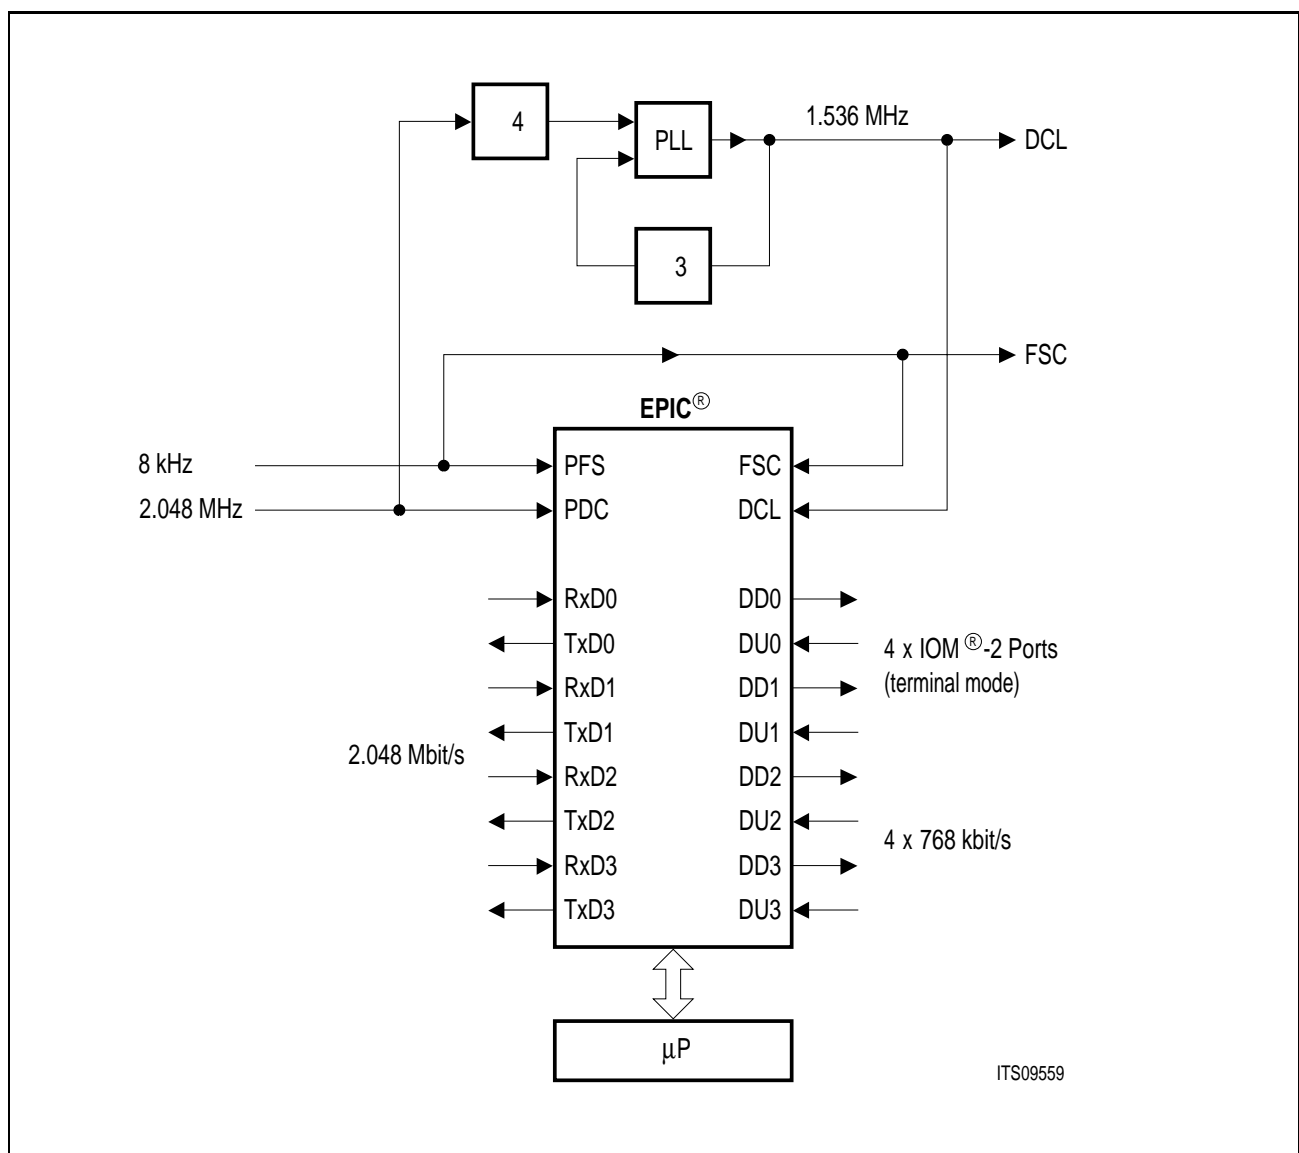 4
PLL
1.536 MHz
DCL
3
FSC
EPIC®
8 kHz
PFS
FSC
2.048 MHz
PDC
DCL
RxD0
DD0
TxD0
DU0
4 x IOM®-2 Ports
(terminal mode)
RxD1
DD1
TxD1
DU1
2.048 Mbit/s
RxD2
DD2
TxD2
DU2
4 x 768 kbit/s
RxD3
DD3
TxD3
DU3
μP
ITS09559